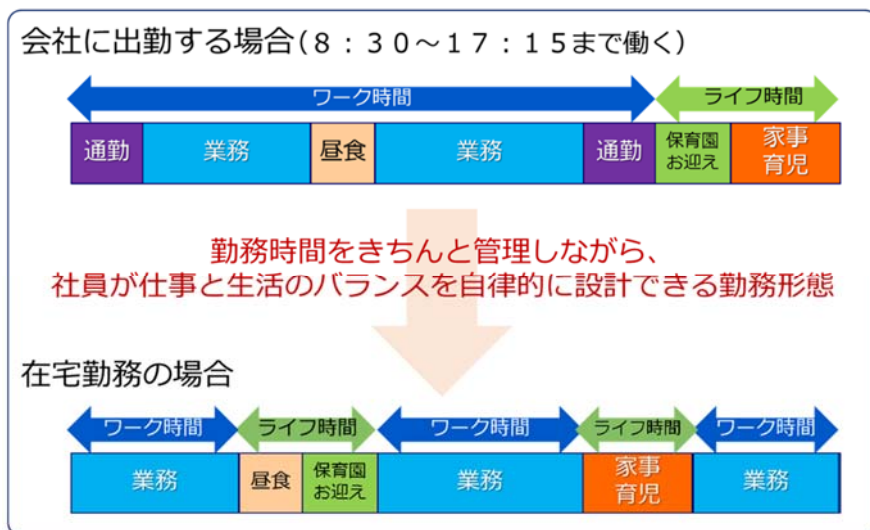 会社に出勤する場合(8:30～17:15まで働く)
ワーク時間 ライフ時間
通勤 業務 昼食 業務 通勤 保育園 家事
お迎え 育児
勤務時間をきちんと管理しながら、
社員が仕事と生活のバランスを自律的に設計できる勤務形態
在宅勤務の場合
ワーク時間 ライフ時間 ワーク時間 ライフ時間 ワーク時間
業務 昼食 保育園 業務 家事 業務
お迎え 育児